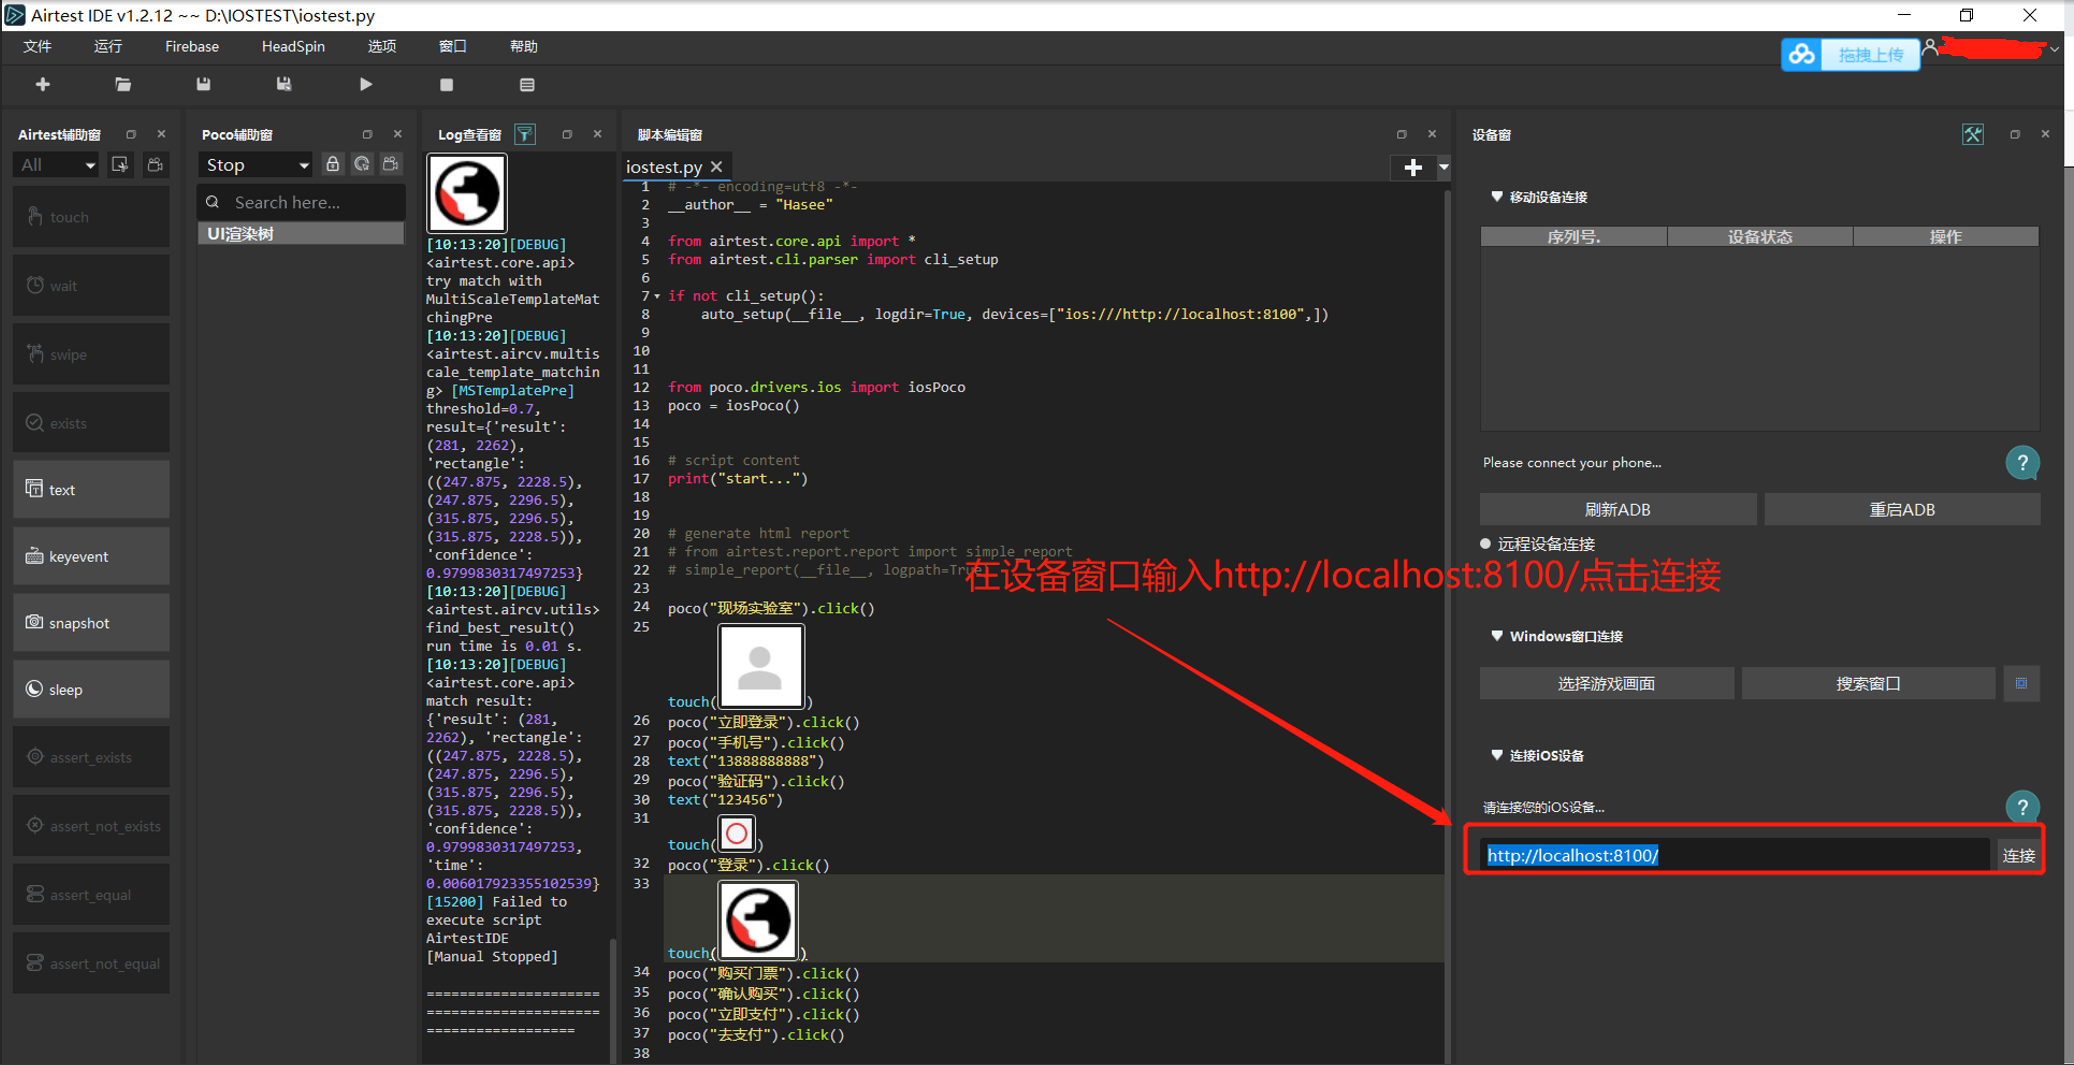 Airtest IDE v1.2.12 ~~ D:\IOSTEST\iostest.py
文件 运行 Firebase HeadSpin 选项 窗口 帮助
拖拽上传
Airtest辅助窗
All
touch
wait
swipe
exists
text
keyevent
snapshot
sleep
assert_exists
assert_not_exists
assert_equal
assert_not_equal
Poco辅助窗
Stop
Search here...
UI渲染树
Log查看窗
[10:13:20][DEBUG]
<airtest.core.api>
try match with
MultiScaleTemplateMat
chingPre
[10:13:20][DEBUG]
<airtest.aircv.multis
cale_template_matchin
g> [MSTemplatePre]
threshold=0.7,
result={'result':
(281, 2262),
'rectangle':
((247.875, 2228.5),
(247.875, 2296.5),
(315.875, 2296.5),
(315.875, 2228.5)),
'confidence':
0.9799830317497253}
[10:13:20][DEBUG]
<airtest.aircv.utils>
find_best_result()
run time is 0.01 s.
[10:13:20][DEBUG]
<airtest.core.api>
match result:
{'result': (281,
2262), 'rectangle':
((247.875, 2228.5),
(247.875, 2296.5),
(315.875, 2296.5),
(315.875, 2228.5)),
'confidence':
0.9799830317497253,
'time':
0.006017923355102539}
[15200] Failed to
execute script
AirtestIDE
[Manual Stopped]
=====================
=====================
==================
脚本编辑窗
iostest.py
1 # -*- encoding=utf8 -*-
2 __author__ = "Hasee"
3
4 from airtest.core.api import *
5 from airtest.cli.parser import cli_setup
6
7 if not cli_setup():
8 auto_setup(__file__, logdir=True, devices=["ios:///http://localhost:8100",])
9
10
11
12 from poco.drivers.ios import iosPoco
13 poco = iosPoco()
14
15
16 # script content
17 print("start...")
18
19
20 # generate html report
21 # from airtest.report.report import simple_report
22 # simple_report(__file__, logpath=True
23
24 poco("现场实验室").click()
25
touch( )
26 poco("立即登录").click()
27 poco("手机号").click()
28 text("13888888888")
29 poco("验证码").click()
30 text("123456")
31
touch( )
32 poco("登录").click()
33
touch( )
34 poco("购买门票").click()
35 poco("确认购买").click()
36 poco("立即支付").click()
37 poco("去支付").click()
38
在设备窗口输入http://localhost:8100/点击连接
设备窗
移动设备连接
序列号. 设备状态 操作
Please connect your phone...
?
刷新ADB 重启ADB
远程设备连接
Windows窗口连接
选择游戏画面 搜索窗口
连接iOS设备
请连接您的iOS设备...
?
http://localhost:8100/ 连接